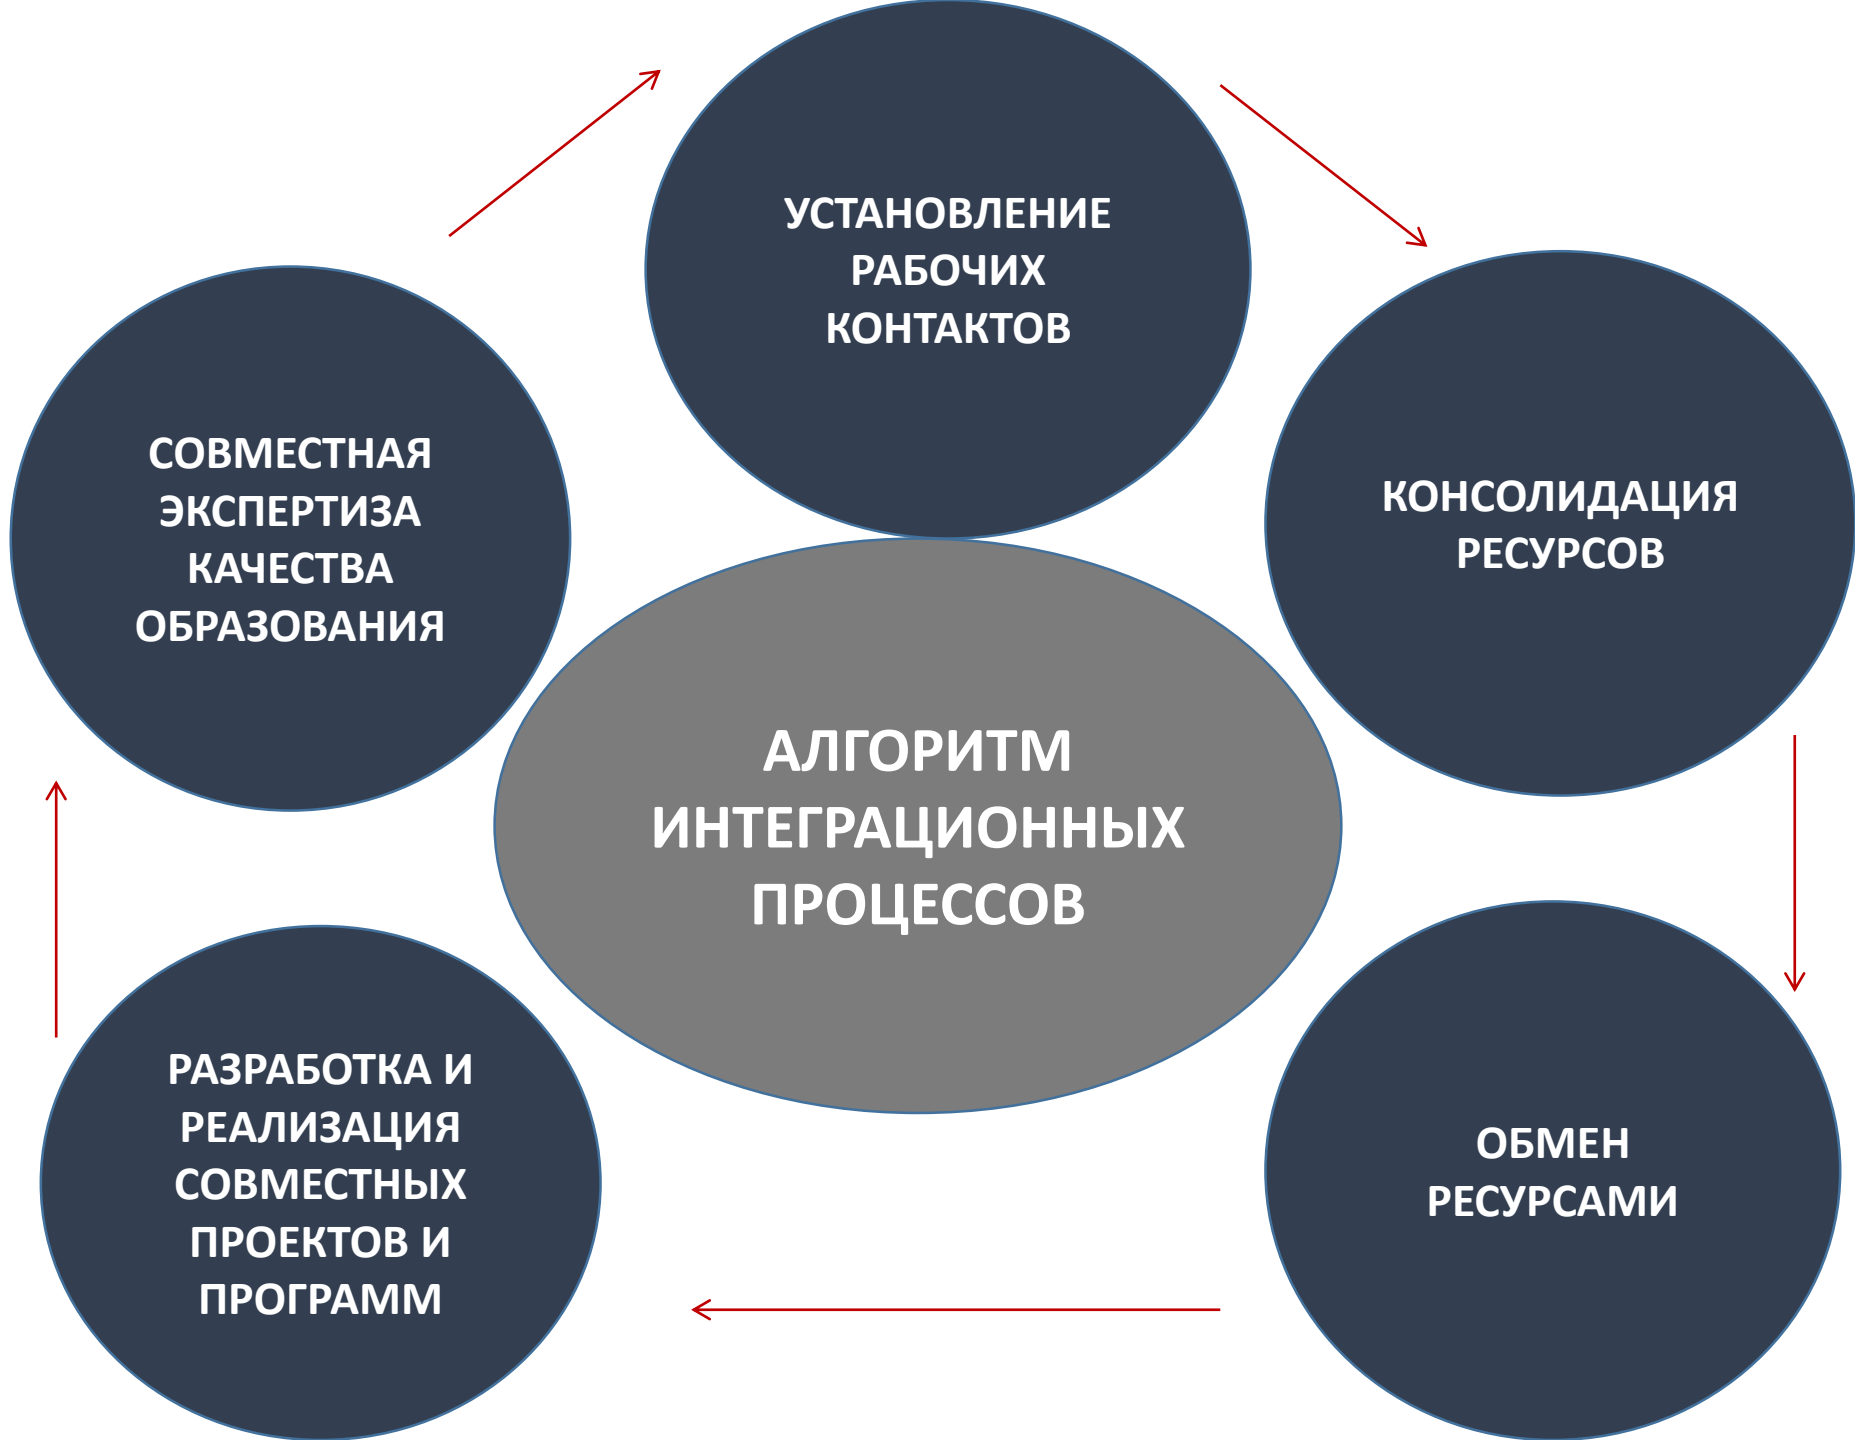 УСТАНОВЛЕНИЕ
РАБОЧИХ
КОНТАКТОВ
КОНСОЛИДАЦИЯ
РЕСУРСОВ
ОБМЕН
РЕСУРСАМИ
РАЗРАБОТКА И
РЕАЛИЗАЦИЯ
СОВМЕСТНЫХ
ПРОЕКТОВ И
ПРОГРАММ
СОВМЕСТНАЯ
ЭКСПЕРТИЗА
КАЧЕСТВА
ОБРАЗОВАНИЯ
АЛГОРИТМ
ИНТЕГРАЦИОННЫХ
ПРОЦЕССОВ